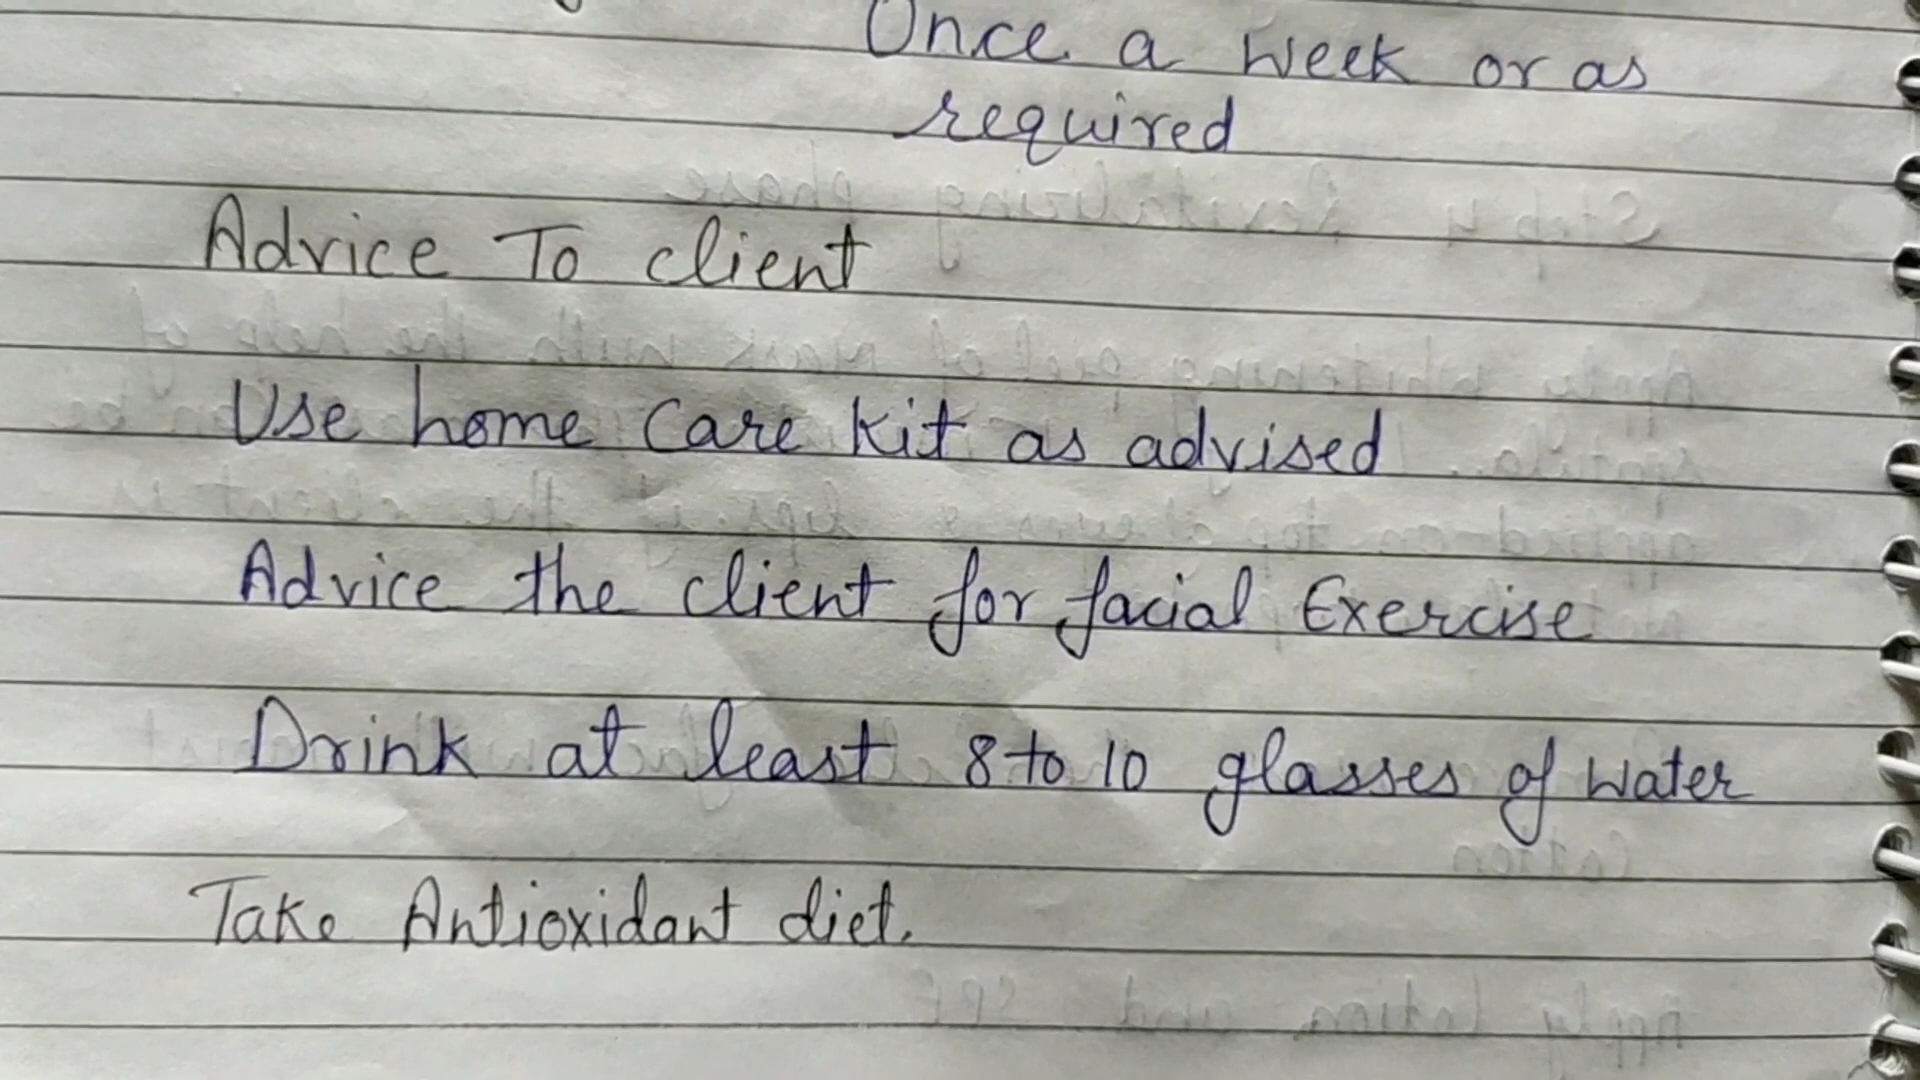 Once a week or as
required
Advice To client
Use home care kit as advised
Advice the client for facial Exercise
Drink at least 8 to 10 glasses of water
Take Antioxidant diet.